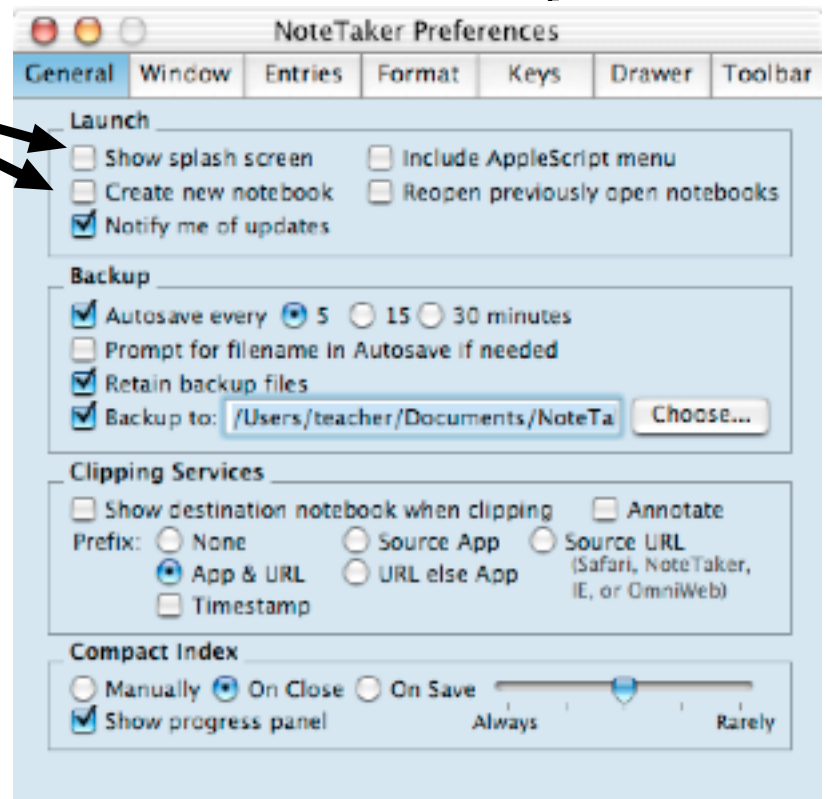 NoteTaker Preferences
General Window Entries Format Keys Drawer Toolbar
Launch
Show splash screen Include AppleScript menu
Create new notebook Reopen previously open notebooks
Notify me of updates
Backup
Autosave every 5 15 30 minutes
Prompt for filename in Autosave if needed
Retain backup files
Backup to: /Users/teacher/Documents/NoteTa Choose...
Clipping Services
Show destination notebook when clipping Annotate
Prefix: None Source App Source URL
App & URL URL else App (Safari, NoteTaker,
IE, or OmniWeb)
Timestamp
Compact Index
Manually On Close On Save
Show progress panel Always Rarely